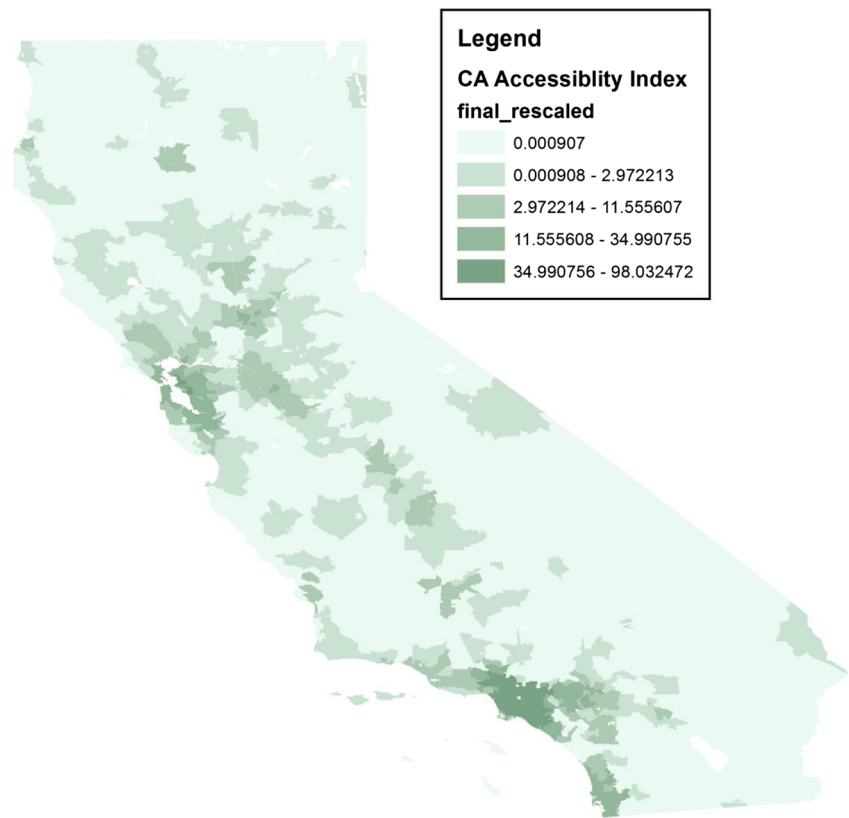 Legend
CA Accessiblity Index
final_rescaled
0.000907
0.000908 - 2.972213
2.972214 - 11.555607
11.555608 - 34.990755
34.990756 - 98.032472